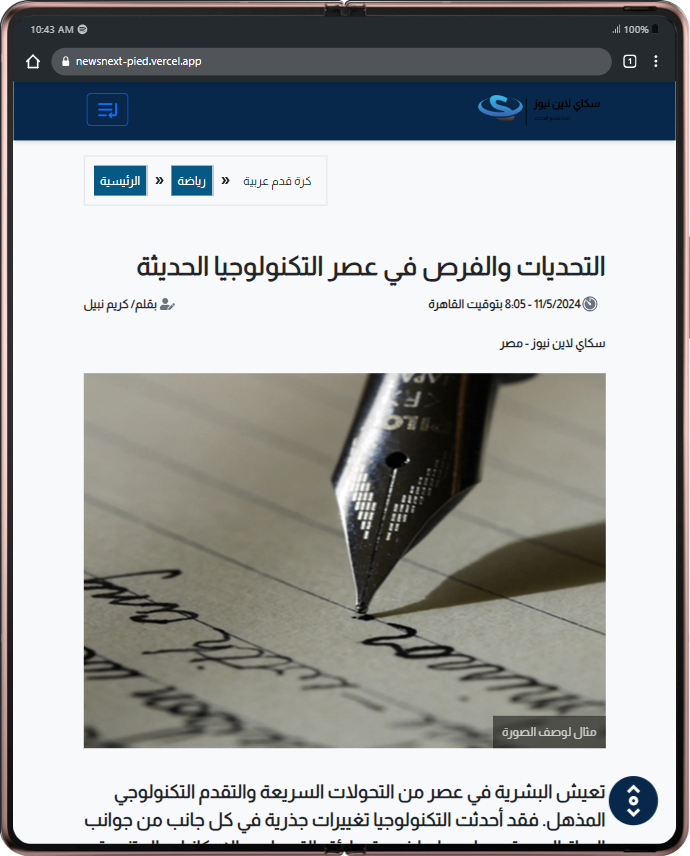 10:43 AM
100%
newsnext-pied.vercel.app
1
سكاي لاين نيوز
الرئيسية » رياضة » كرة قدم عربية
التحديات والفرص في عصر التكنولوجيا الحديثة
11/5/2024 - 8:05 بتوقيت القاهرة
بقلم/ كريم نبيل
سكاي لاين نيوز - مصر
مثال لوصف الصورة
تعيش البشرية في عصر من التحولات السريعة والتقدم التكنولوجي
المذهل. فقد أحدثت التكنولوجيا تغييرات جذرية في كل جانب من جوانب